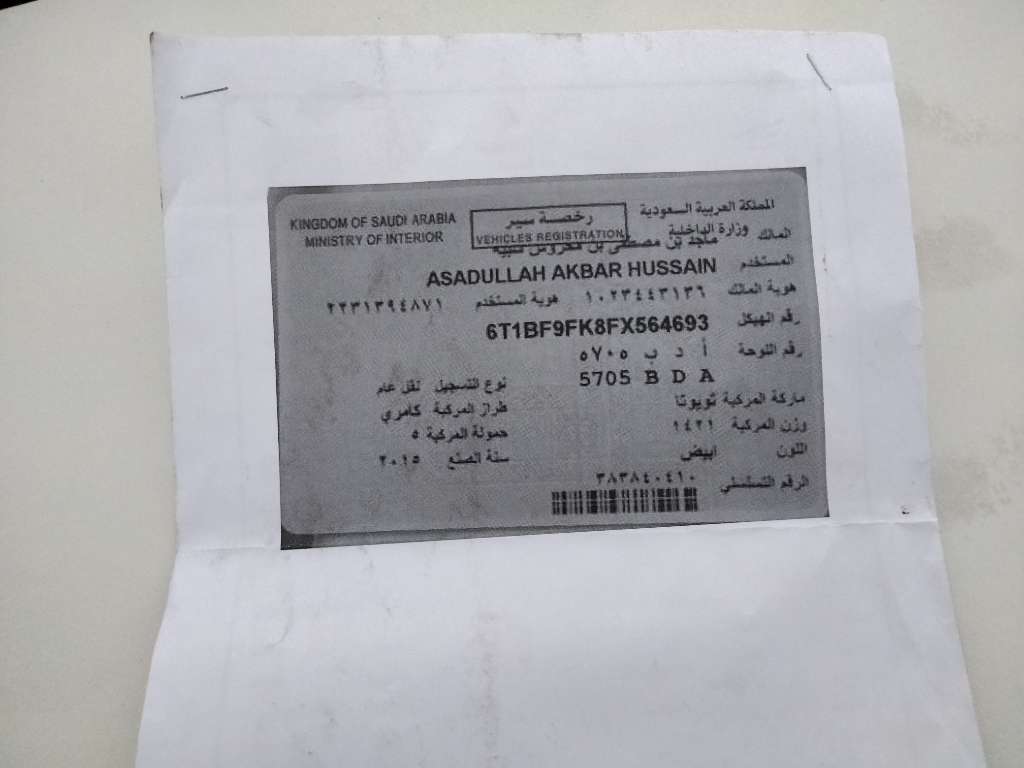 KINGDOM OF SAUDI ARABIA
MINISTRY OF INTERIOR
رخصة سير
VEHICLES REGISTRATION
المملكة العربية السعودية
وزارة الداخلية
المالك ماجد بن مصطفى بن محروس
المستخدم ASADULLAH AKBAR HUSSAIN
هوية المالك ١٠٢٣٤٤٣١٣٦ هوية المستخدم ٢٣٣١٣٩٤٨٧١
رقم الهيكل 6T1BF9FK8FX564693
رقم اللوحة أ د ب ٥٧٠٥
5705 B D A
نوع التسجيل نقل عام
ماركة المركبة تويوتا طراز المركبة كامري
وزن المركبة ١٤٢١ حمولة المركبة ٥
اللون ابيض سنة الصنع ٢٠١٥
الرقم التسلسلي ٣٨٣٨٤٠٤١٠